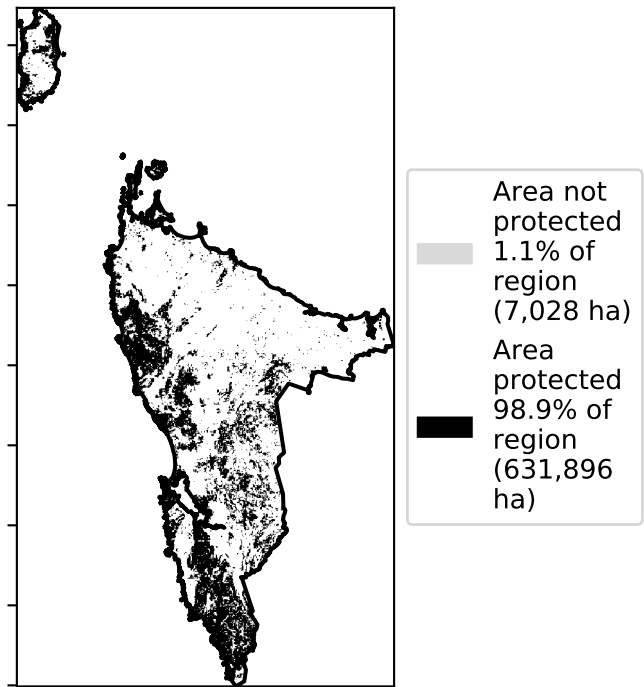 Area not
protected
1.1% of
region
(7,028 ha)
Area
protected
98.9% of
region
(631,896
ha)